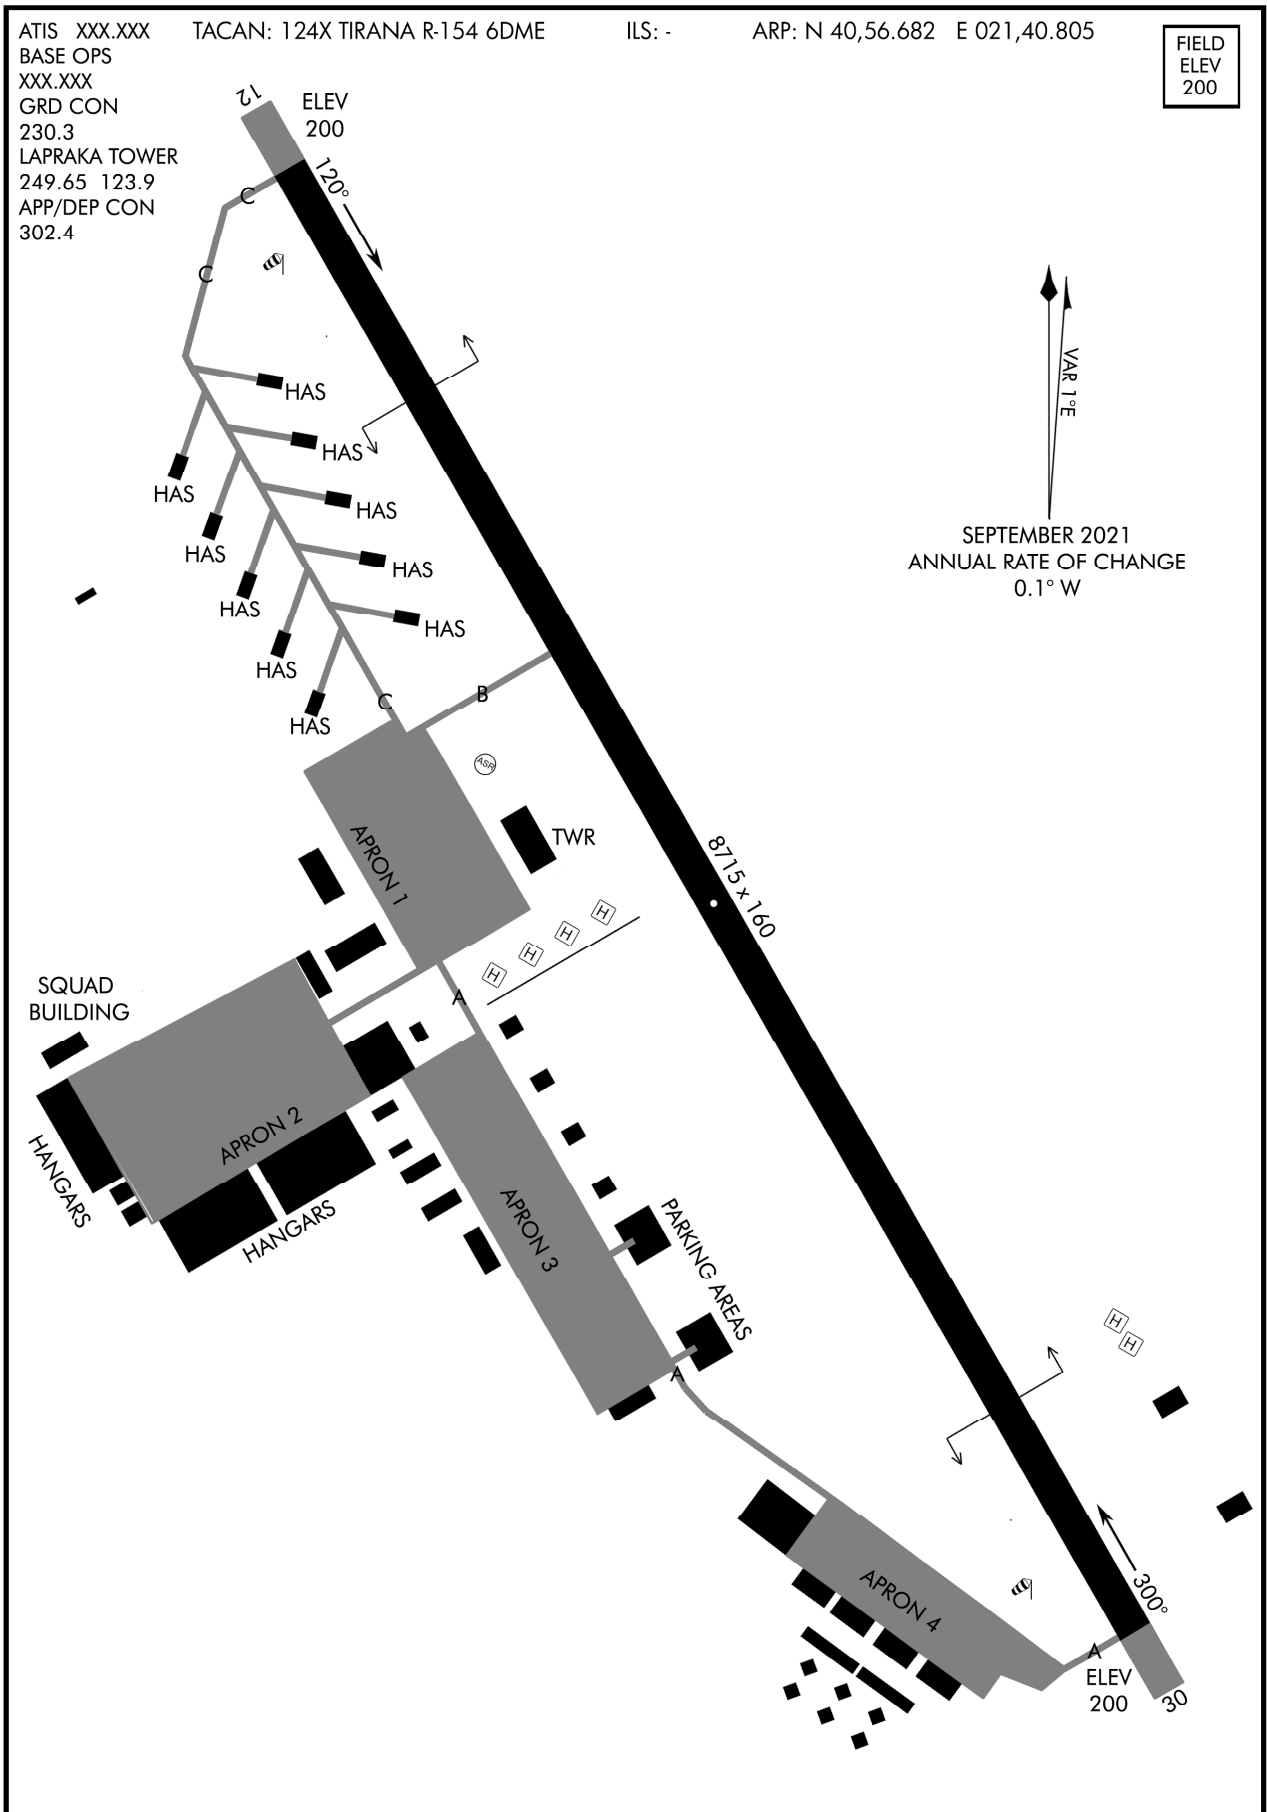 ATIS XXX.XXX
BASE OPS
XXX.XXX
GRD CON
230.3
LAPRAKA TOWER
249.65 123.9
APP/DEP CON
302.4
TACAN: 124X TIRANA R-154 6DME
ILS: -
ARP: N 40,56.682 E 021,40.805
FIELD
ELEV
200
12
ELEV
200
120°
C
C
VAR 1°E
SEPTEMBER 2021
ANNUAL RATE OF CHANGE
0.1° W
HAS
HAS
HAS
HAS
HAS
HAS
HAS
HAS
HAS
HAS
C
B
ASR
TWR
APRON 1
8715 x 160
H
H
H
H
A
SQUAD
BUILDING
APRON 2
HANGARS
HANGARS
APRON 3
PARKING AREAS
A
H
H
APRON 4
300°
A
ELEV
200
30